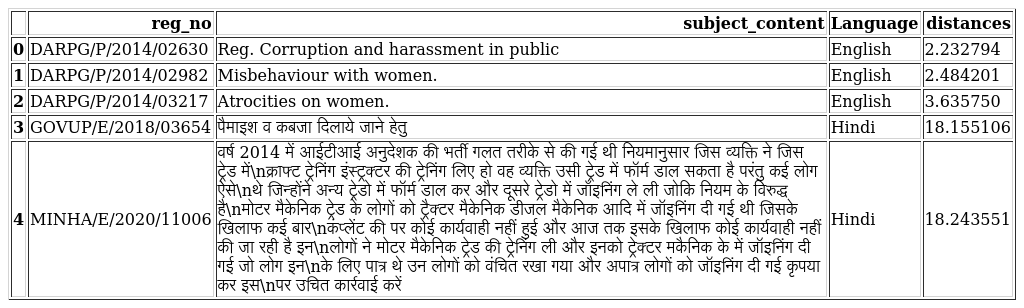 reg_no subject_content Language distances
0 DARPG/P/2014/02630 Reg. Corruption and harassment in public English 2.232794
1 DARPG/P/2014/02982 Misbehaviour with women. English 2.484201
2 DARPG/P/2014/03217 Atrocities on women. English 3.635750
3 GOVUP/E/2018/03654 पैमाइश व कबजा दिलाये जाने हेतु Hindi 18.155106
वर्ष 2014 में आईटीआई अनुदेशक की भर्ती गलत तरीके से की गई थी नियमानुसार जिस व्यक्ति ने जिस
ट्रेड में\nक्राफ्ट ट्रेनिंग इंस्ट्रक्टर की ट्रेनिंग लिए हो वह व्यक्ति उसी ट्रेड में फॉर्म डाल सकता है परंतु कई लोग
ऐसे\nथे जिन्होंने अन्य ट्रेडो में फॉर्म डाल कर और दूसरे ट्रेडो में जॉइनिंग ले ली जोकि नियम के विरुद्ध
है\nमोटर मैकेनिक ट्रेड के लोगों को ट्रैक्टर मैकेनिक डीजल मैकेनिक आदि में जॉइनिंग दी गई थी जिसके
4 MINHA/E/2020/11006 खिलाफ कई बार\nकंप्लेंट की पर कोई कार्यवाही नहीं हुई और आज तक इसके खिलाफ कोई कार्यवाही नहीं Hindi 18.243551
की जा रही है इन\nलोगों ने मोटर मैकेनिक ट्रेड की ट्रेनिंग ली और इनको ट्रेक्टर मकैनिक के में जॉइनिंग दी
गई जो लोग इन\nके लिए पात्र थे उन लोगों को वंचित रखा गया और अपात्र लोगों को जॉइनिंग दी गई कृपया
कर इस\nपर उचित कार्रवाई करें